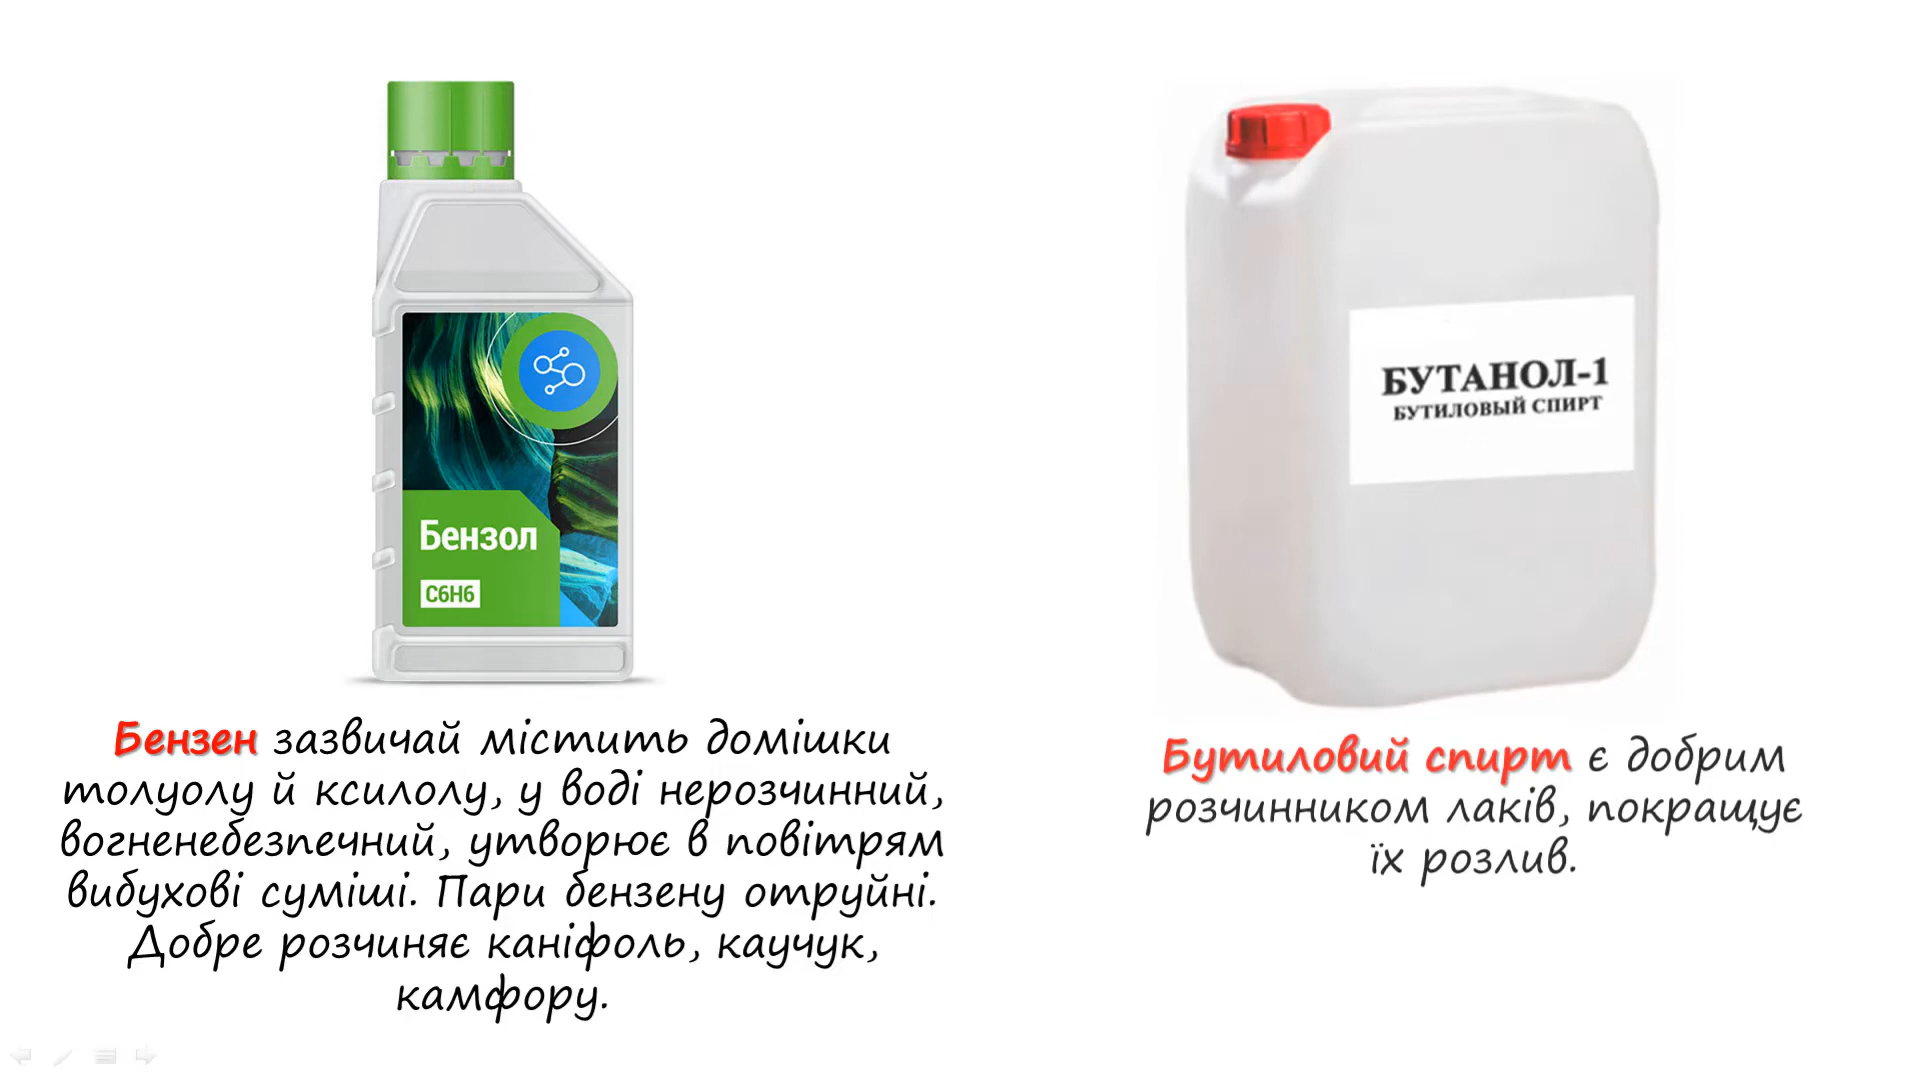 Бензол
C6H6
БУТАНОЛ-1
БУТИЛОВЫЙ СПИРТ
Бензен зазвичай містить домішки
толуолу й ксилолу, у воді нерозчинний,
вогненебезпечний, утворює в повітрям
вибухові суміші. Пари бензену отруйні.
Добре розчиняє каніфоль, каучук,
камфору.
Бутиловий спирт є добрим
розчинником лаків, покращує
їх розлив.